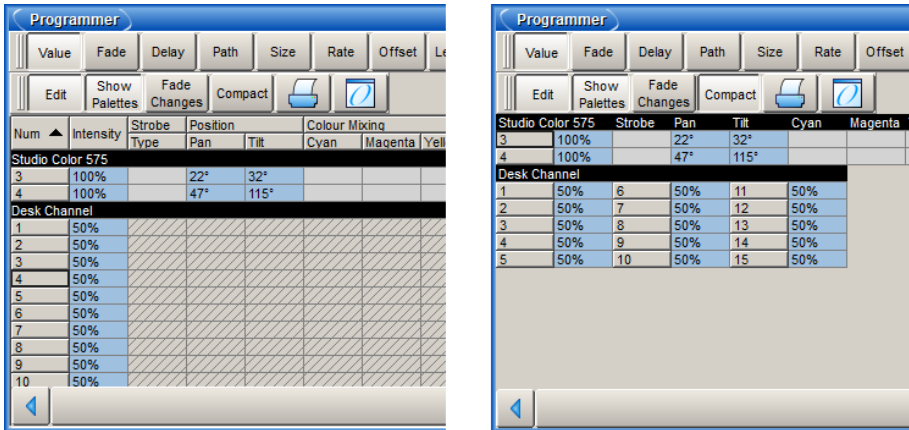 Programmer
Value Fade Delay Path Size Rate Offset Le
Edit Show Palettes Fade Changes Compact
Num Intensity Strobe Position Colour Mixing
Type Pan Tilt Cyan Magenta Yell
Studio Color 575
3 100% 22° 32°
4 100% 47° 115°
Desk Channel
1 50%
2 50%
3 50%
4 50%
5 50%
6 50%
7 50%
8 50%
9 50%
10 50%
Programmer
Value Fade Delay Path Size Rate Offset
Edit Show Palettes Fade Changes Compact
Studio Color 575 Strobe Pan Tilt Cyan Magenta
3 100% 22° 32°
4 100% 47° 115°
Desk Channel
1 50% 6 50% 11 50%
2 50% 7 50% 12 50%
3 50% 8 50% 13 50%
4 50% 9 50% 14 50%
5 50% 10 50% 15 50%